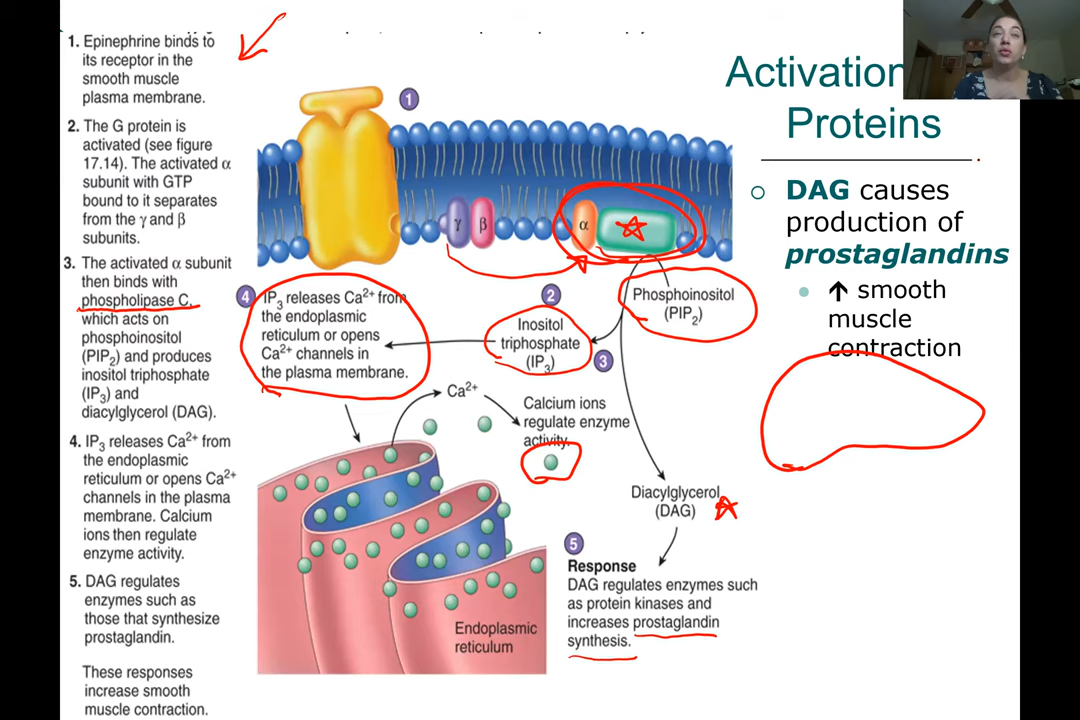 1. Epinephrine binds to
its receptor in the
smooth muscle
plasma membrane.
2. The G protein is
activated (see figure
17.14). The activated α
subunit with GTP
bound to it separates
from the γ and β
subunits.
3. The activated α subunit
then binds with
phospholipase C,
which acts on
phosphoinositol
(PIP2) and produces
inositol triphosphate
(IP3) and
diacylglycerol (DAG).
4. IP3 releases Ca2+ from
the endoplasmic
reticulum or opens Ca2+
channels in the plasma
membrane. Calcium
ions then regulate
enzyme activity.
5. DAG regulates
enzymes such as
those that synthesize
prostaglandin.
These responses
increase smooth
muscle contraction.
1
γ
β
α
4
IP3 releases Ca2+ from
the endoplasmic
reticulum or opens
Ca2+ channels in
the plasma membrane.
2
Inositol
triphosphate
(IP3)
3
Phosphoinositol
(PIP2)
Ca2+
Calcium ions
regulate enzyme
activity.
Diacylglycerol
(DAG)
5
Response
DAG regulates enzymes such
as protein kinases and
increases prostaglandin
synthesis.
Endoplasmic
reticulum
Activation
Proteins
DAG causes
production of
prostaglandins
↑ smooth
muscle
contraction